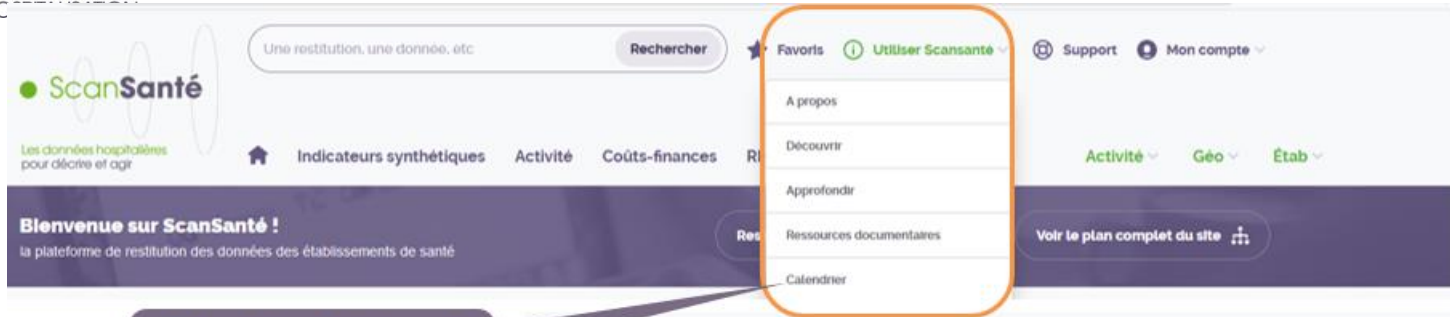 Une restitution, une donnée, etc
Rechercher
Favoris
Utiliser Scansanté
Support
Mon compte
ScanSanté
Les données hospitalières
pour décrire et agir
Indicateurs synthétiques
Activité
Coûts-finances
Activité
Géo
Étab
A propos
Découvrir
Approfondir
Ressources documentaires
Calendrier
Bienvenue sur ScanSanté !
la plateforme de restitution des données des établissements de santé
Res
Voir le plan complet du site